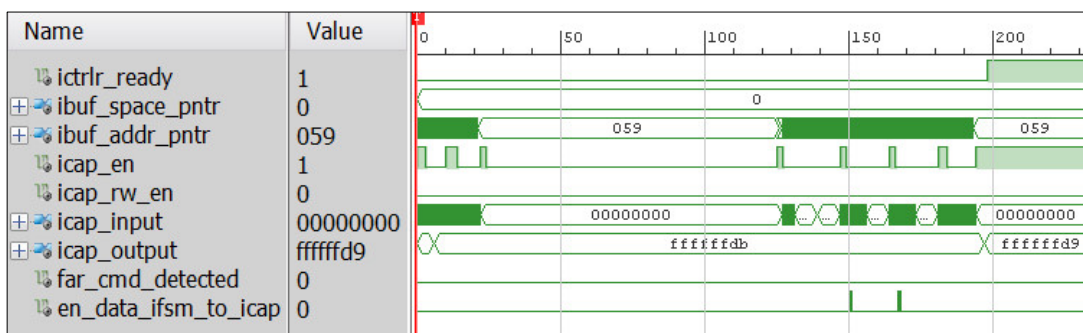 Name Value
0 50 100 150 200
ictrlr_ready 1
ibuf_space_pntr 0 0
ibuf_addr_pntr 059 059 059
icap_en 1
icap_rw_en 0
icap_input 00000000 00000000 ... ... ... ... 00000000
icap_output ffffffd9 ffffffdb ffffffd9
far_cmd_detected 0
en_data_ifsm_to_icap 0